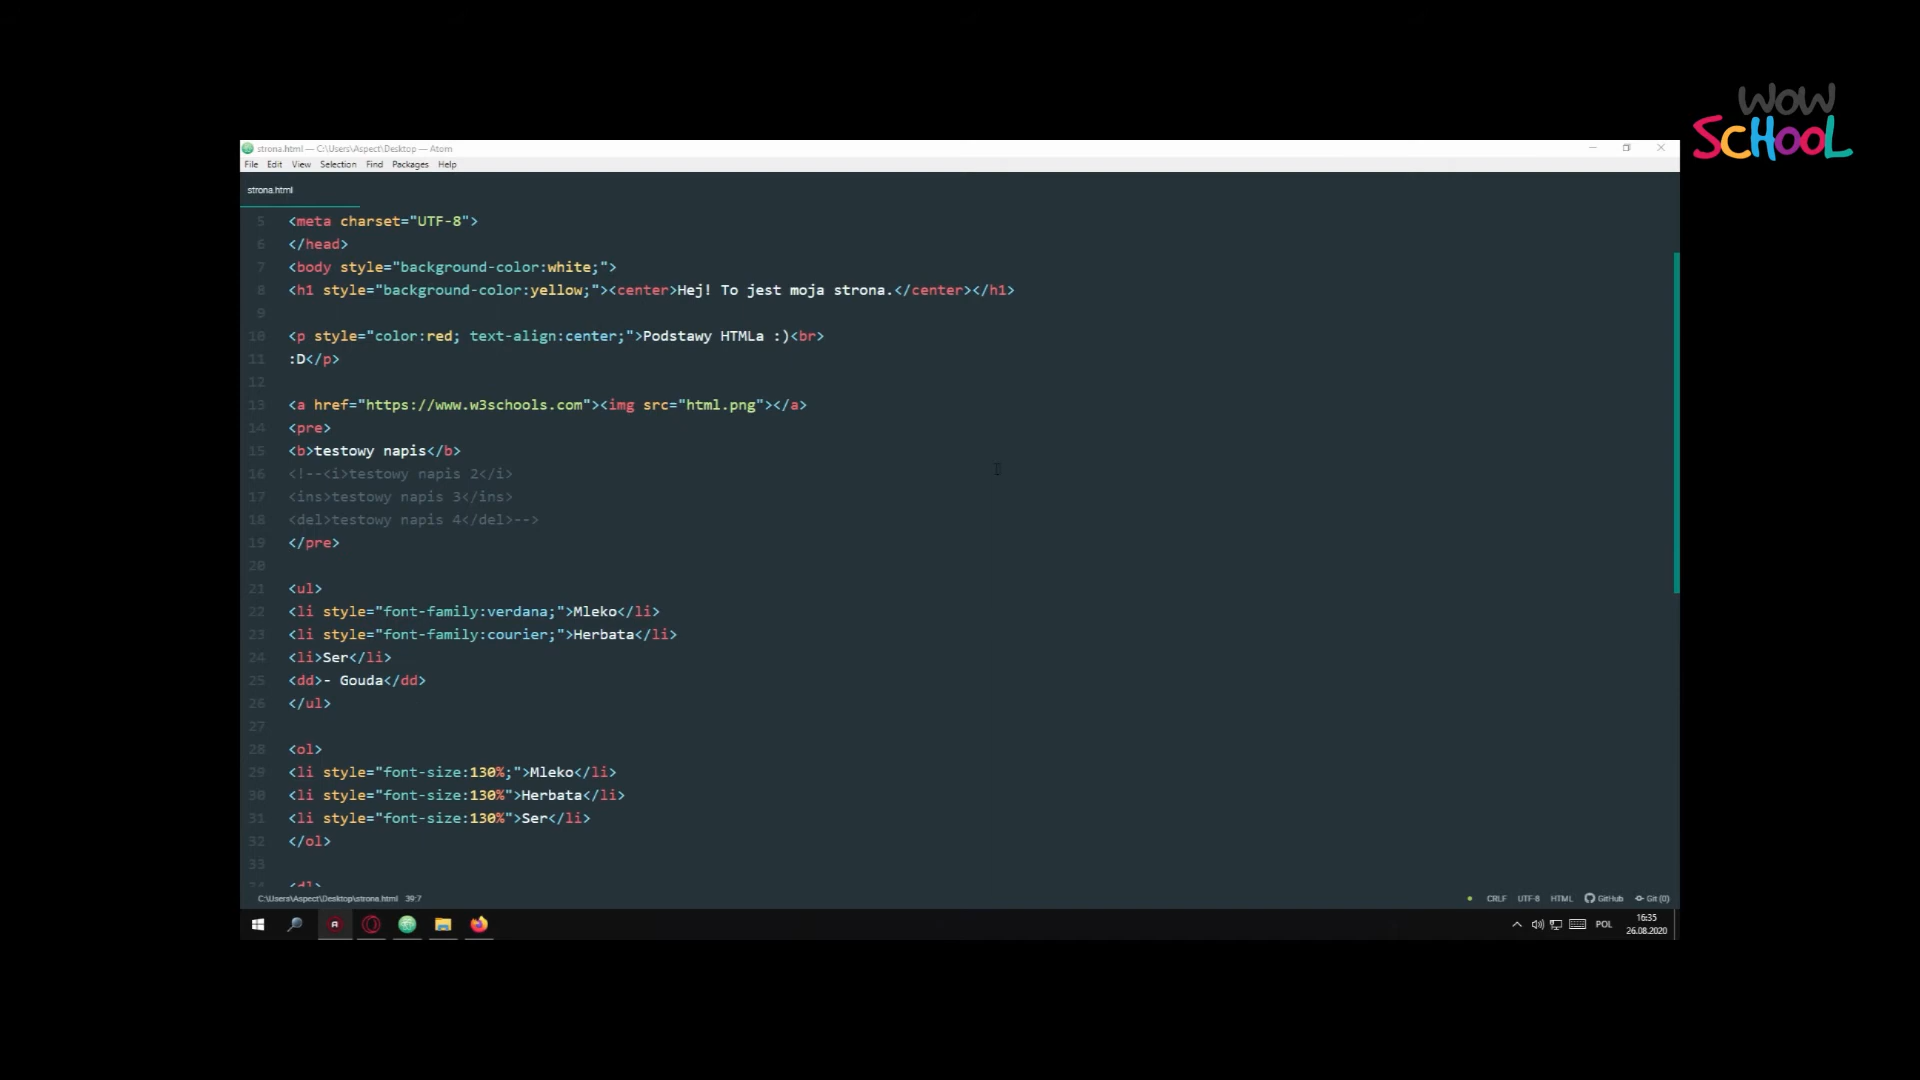 WOW
SCHOOL
strona.html — C:\Users\Aspect\Desktop — Atom
File Edit View Selection Find Packages Help
strona.html
5 <meta charset="UTF-8">
6 </head>
7 <body style="background-color:white;">
8 <h1 style="background-color:yellow;"><center>Hej! To jest moja strona.</center></h1>
9
10 <p style="color:red; text-align:center;">Podstawy HTMLa :)<br>
11 :D</p>
12
13 <a href="https://www.w3schools.com"><img src="html.png"></a>
14 <pre>
15 <b>testowy napis</b>
16 <!--<i>testowy napis 2</i>
17 <ins>testowy napis 3</ins>
18 <del>testowy napis 4</del>-->
19 </pre>
20
21 <ul>
22 <li style="font-family:verdana;">Mleko</li>
23 <li style="font-family:courier;">Herbata</li>
24 <li>Ser</li>
25 <dd>- Gouda</dd>
26 </ul>
27
28 <ol>
29 <li style="font-size:130%;">Mleko</li>
30 <li style="font-size:130%">Herbata</li>
31 <li style="font-size:130%">Ser</li>
32 </ol>
33
34 <dl>
C:\Users\Aspect\Desktop\strona.html 39:7 CRLF UTF-8 HTML GitHub Git (0)
POL 16:35
26.08.2020